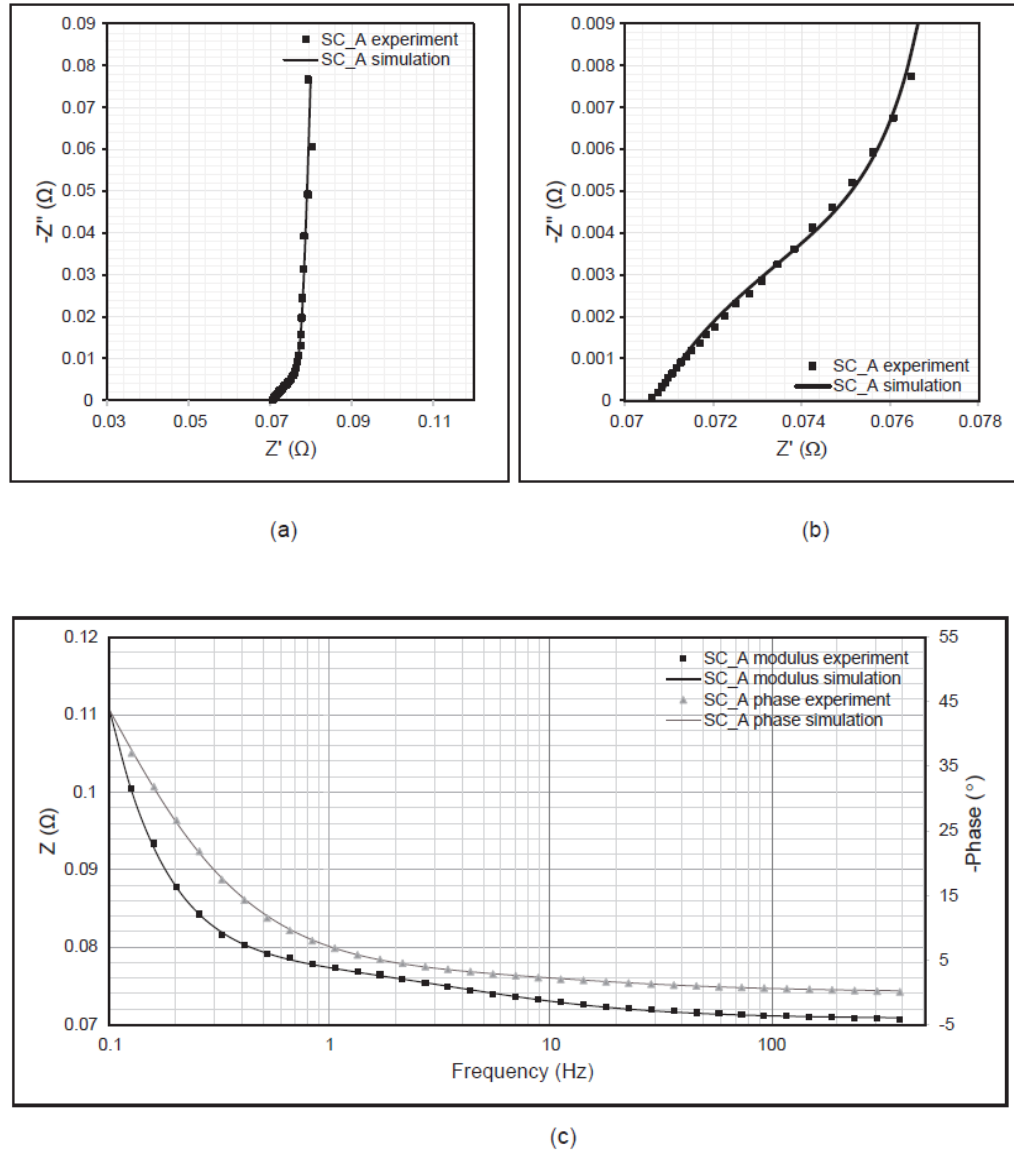 0.09
0.08
0.07
0.06
0.05
0.04
0.03
0.02
0.01
0
-Z" (Ω)
0.03 0.05 0.07 0.09 0.11
Z' (Ω)
SC_A experiment
SC_A simulation
(a)
0.009
0.008
0.007
0.006
0.005
0.004
0.003
0.002
0.001
0
-Z" (Ω)
0.07 0.072 0.074 0.076 0.078
Z' (Ω)
SC_A experiment
SC_A simulation
(b)
0.12
0.11
0.1
0.09
0.08
0.07
Z (Ω)
SC_A modulus experiment
SC_A modulus simulation
SC_A phase experiment
SC_A phase simulation
55
45
35
25
15
5
-5
-Phase (°)
0.1 1 10 100
Frequency (Hz)
(c)